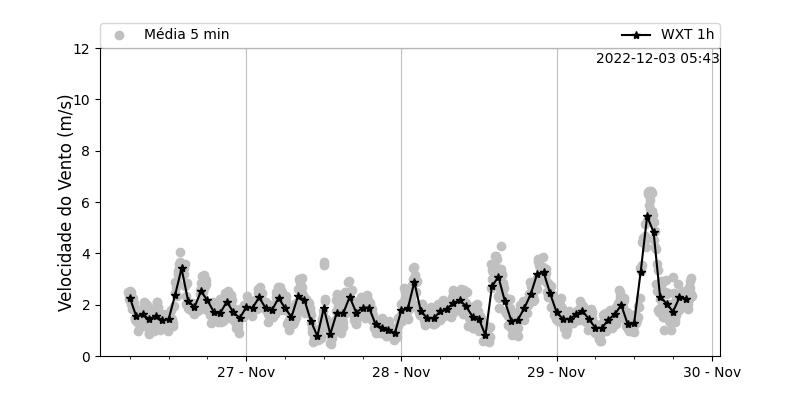 Média 5 min
WXT 1h
2022-12-03 05:43
Velocidade do Vento (m/s)
12
10
8
6
4
2
0
27 - Nov
28 - Nov
29 - Nov
30 - Nov